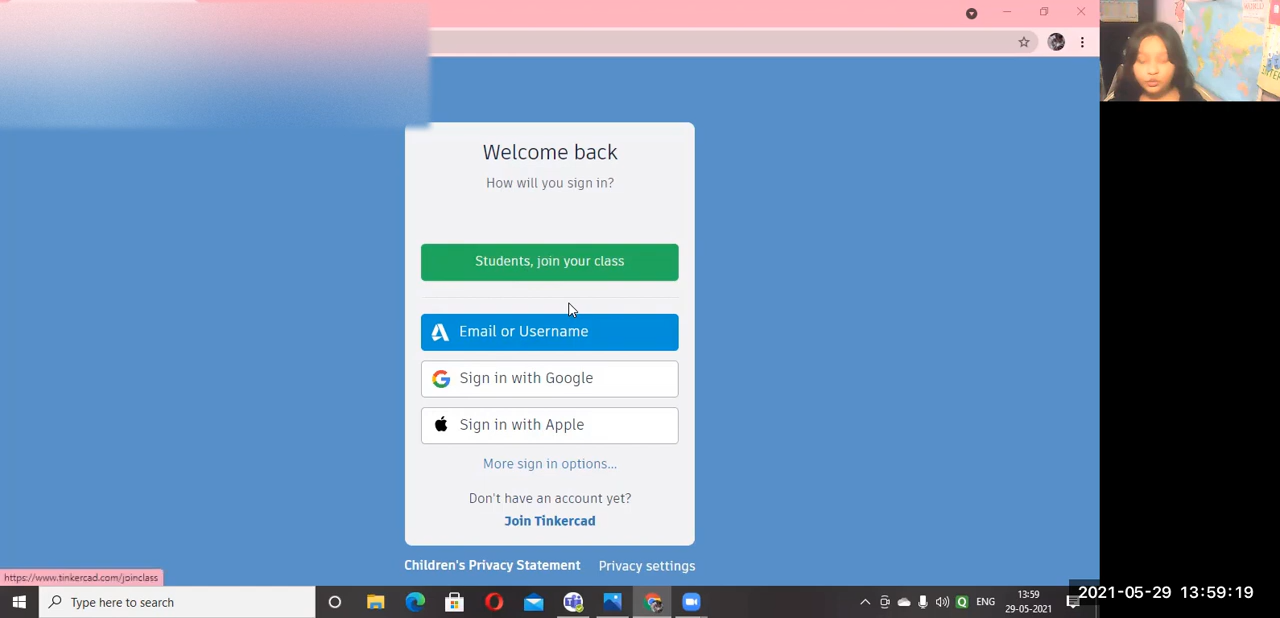 Welcome back
How will you sign in?
Students, join your class
Email or Username
Sign in with Google
Sign in with Apple
More sign in options...
Don't have an account yet?
Join Tinkercad
Children's Privacy Statement Privacy settings
https://www.tinkercad.com/joinclass
Type here to search
ENG
13:59
29-05-2021
2021-05-29 13:59:19